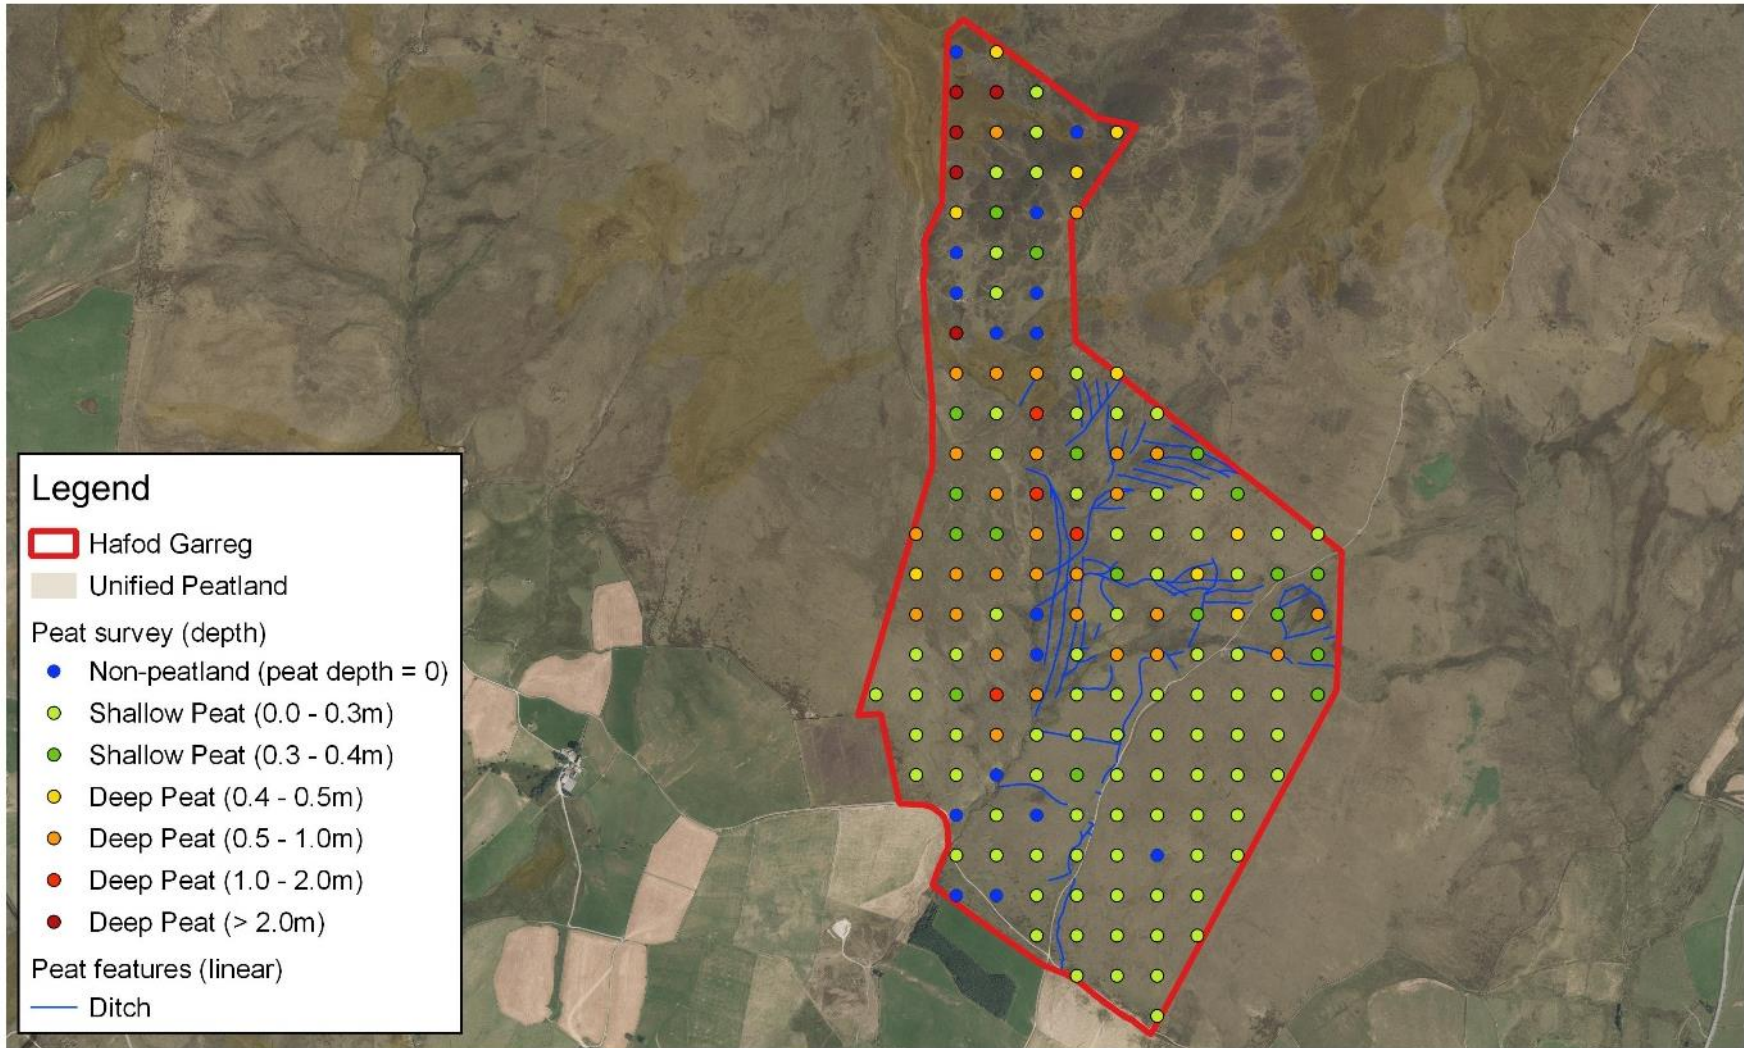 Legend
Hafod Garreg
Unified Peatland
Peat survey (depth)
Non-peatland (peat depth = 0)
Shallow Peat (0.0 - 0.3m)
Shallow Peat (0.3 - 0.4m)
Deep Peat (0.4 - 0.5m)
Deep Peat (0.5 - 1.0m)
Deep Peat (1.0 - 2.0m)
Deep Peat (> 2.0m)
Peat features (linear)
Ditch